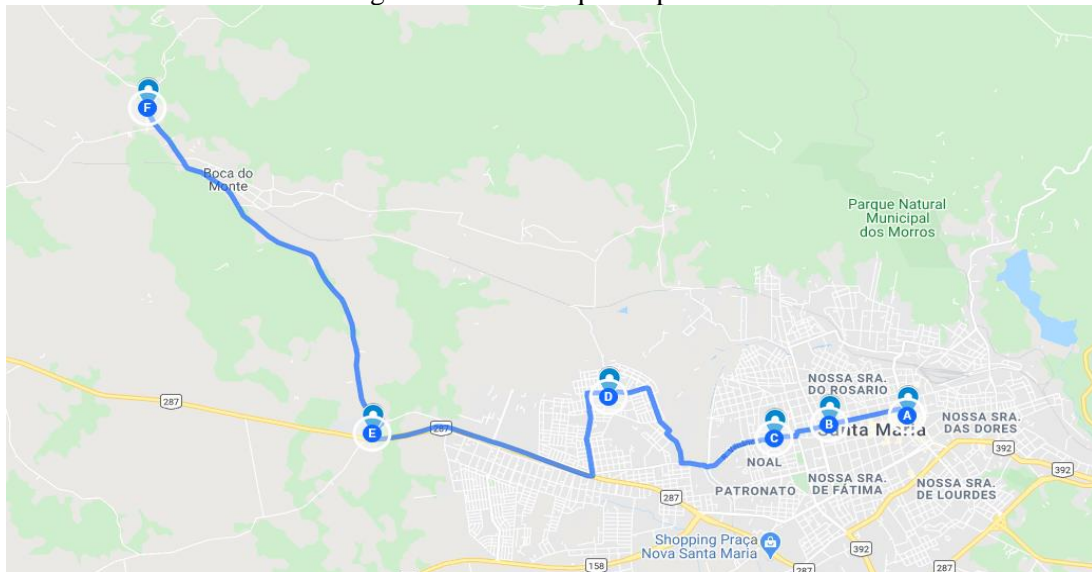 F
Boca do
Monte
Parque Natural
Municipal
dos Morros
287
287
E
D
NOSSA SRA.
DO ROSARIO
A
B
Santa Maria
C
NOSSA SRA.
DAS DORES
NOAL
392
392
PATRONATO
NOSSA SRA.
DE FÁTIMA
NOSSA SRA.
DE LOURDES
287
Shopping Praça
Nova Santa Maria
392
158
287
287